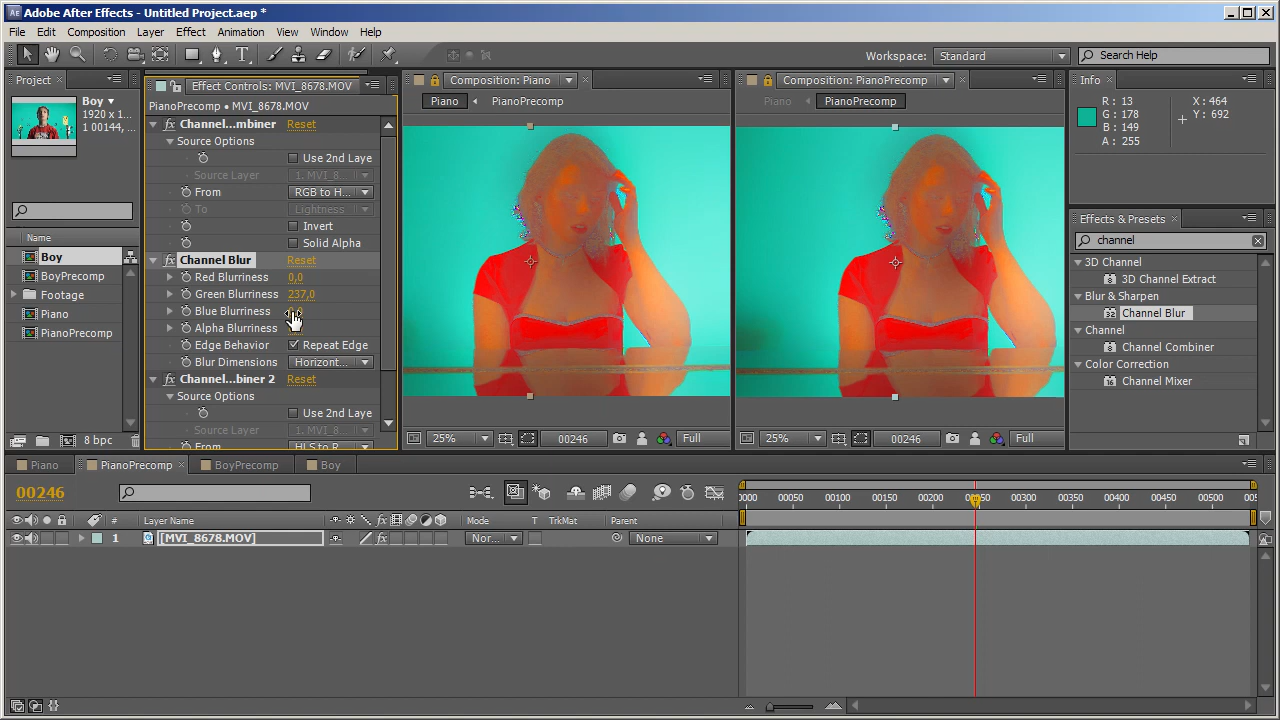 Adobe After Effects - Untitled Project.aep *
File Edit Composition Layer Effect Animation View Window Help
Workspace: Standard
Search Help
Project
Boy
1920 x 1...
1 00144, ...
Name
Boy
BoyPrecomp
Footage
Piano
PianoPrecomp
8 bpc
Effect Controls: MVI_8678.MOV
PianoPrecomp • MVI_8678.MOV
Channel...mbiner Reset
Source Options
Use 2nd Laye
Source Layer 1. MVI_8...
From RGB to H...
To Lightness
Invert
Solid Alpha
Channel Blur Reset
Red Blurriness 0,0
Green Blurriness 237,0
Blue Blurriness
Alpha Blurriness
Edge Behavior Repeat Edge
Blur Dimensions Horizont...
Channel...biner 2 Reset
Source Options
Use 2nd Laye
Source Layer 1. MVI_8...
From HLS to R...
Composition: Piano
Piano PianoPrecomp
25% 00246 Full
Composition: PianoPrecomp
Piano PianoPrecomp
25% 00246 Full
Info
R : 13 X : 464
G : 178 Y : 692
B : 149
A : 255
Effects & Presets
channel
3D Channel
3D Channel Extract
Blur & Sharpen
Channel Blur
Channel
Channel Combiner
Color Correction
Channel Mixer
Piano PianoPrecomp BoyPrecomp Boy
00246
0000 00050 00100 00150 00200 00300 00350 00400 00450 00500
# Layer Name Mode T TrkMat Parent
1 [MVI_8678.MOV] Nor... None